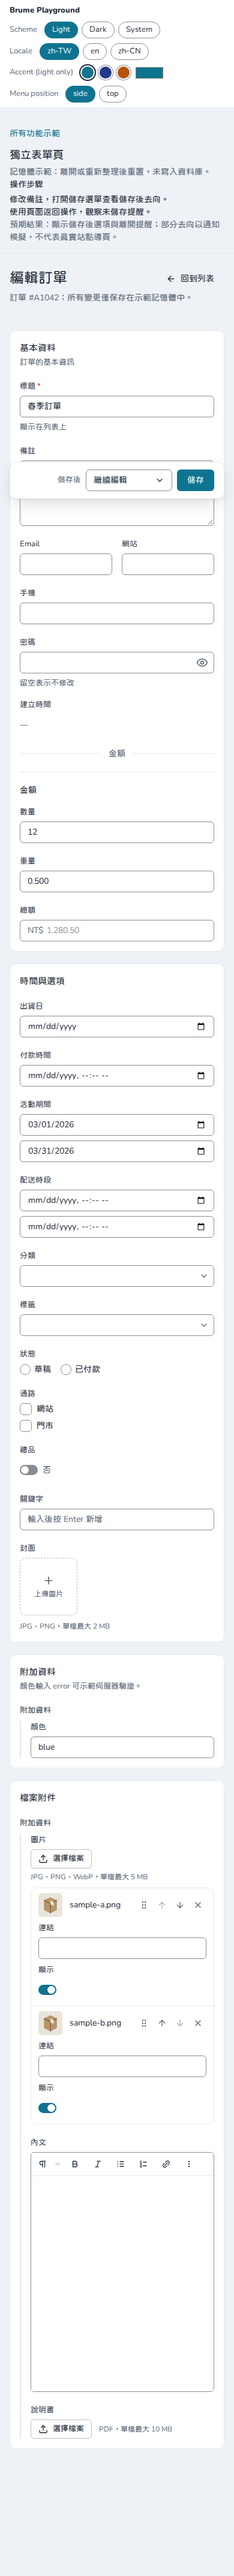 Brume Playground
Scheme Light Dark System
Locale zh-TW en zh-CN
Accent (light only)
Menu position side top
所有功能示範
獨立表單頁
記憶體示範：離開或重新整理後重置，未寫入資料庫。
操作步驟
修改備註，打開儲存選單查看儲存後去向。
使用頁面返回操作，觀察未儲存提醒。
預期結果：顯示儲存後選項與離開提醒；部分去向以通知
模擬，不代表真實站點導頁。
編輯訂單
回到列表
訂單 #A1042；所有變更僅保存在示範記憶體中。
基本資料
訂單的基本資訊
標題 *
春季訂單
顯示在列表上
備註
儲存後 繼續編輯 儲存
Email 網站
手機
密碼
留空表示不修改
建立時間
—
金額
金額
數量
12
重量
0.500
總額
NT$ 1,280.50
時間與選項
出貨日
mm/dd/yyyy
付款時間
mm/dd/yyyy, --:-- --
活動期間
03/01/2026
03/31/2026
配送時段
mm/dd/yyyy, --:-- --
mm/dd/yyyy, --:-- --
分類
標籤
狀態
草稿 已付款
通路
網站
門市
禮品
否
關鍵字
輸入後按 Enter 新增
封面
上傳圖片
JPG、PNG，單檔最大 2 MB
附加資料
顏色輸入 error 可示範伺服器驗證。
附加資料
顏色
blue
檔案附件
附加資料
圖片
選擇檔案
JPG、PNG、WebP，單檔最大 5 MB
sample-a.png
連結
顯示
sample-b.png
連結
顯示
內文
B I
說明書
選擇檔案 PDF，單檔最大 10 MB